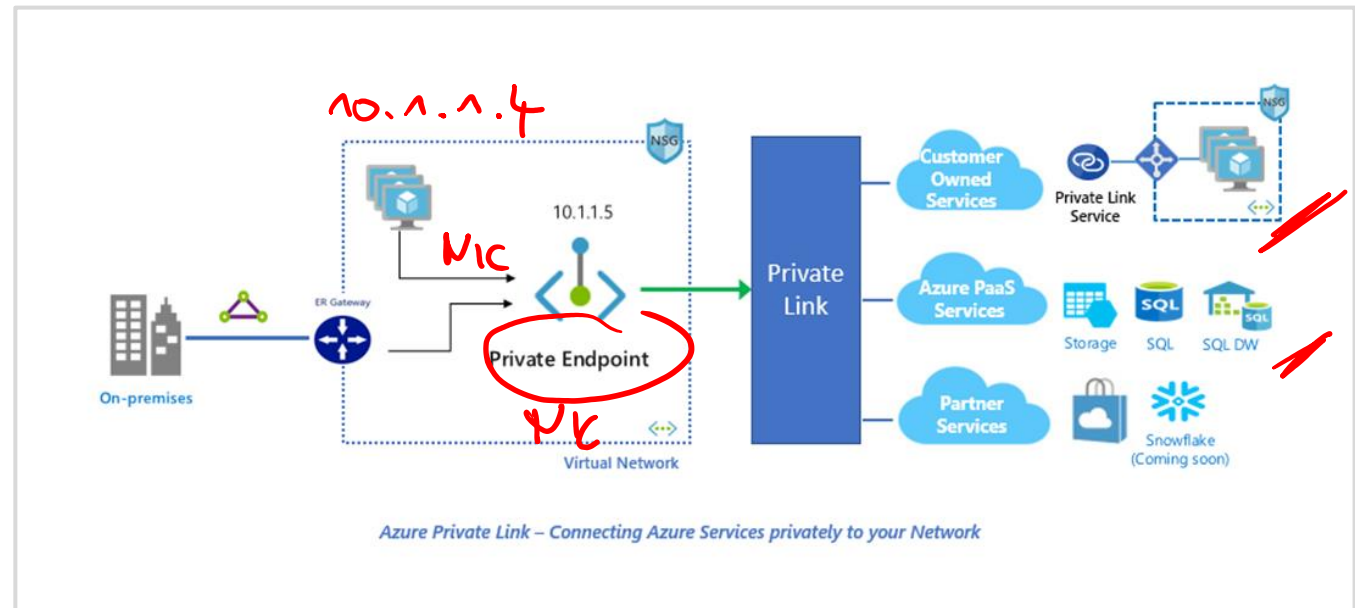 10.1.1.4
NSG
NSG
10.1.1.5
NIC
ER Gateway
Private Endpoint
On-premises
Virtual Network
Private
Link
Customer
Owned
Services
Private Link
Service
Azure PaaS
Services
Storage
SQL
SQL
SQL DW
SQL
Partner
Services
Snowflake
(Coming soon)
Azure Private Link – Connecting Azure Services privately to your Network